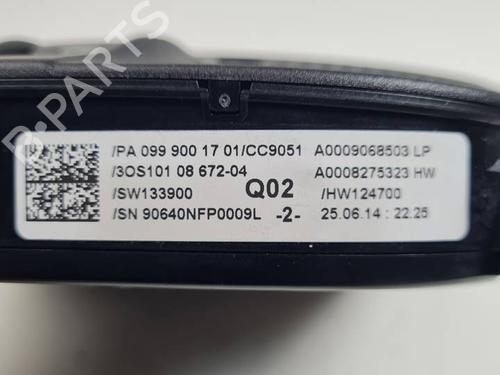 B-PARTS
/PA 099 900 17 01/CC9051 A0009068503 LP
/3OS101 08 672-04 A0008275323 HW
/SW133900 Q02 /HW124700
/SN 90640NFP0009L -2- 25.06.14 : 22.25